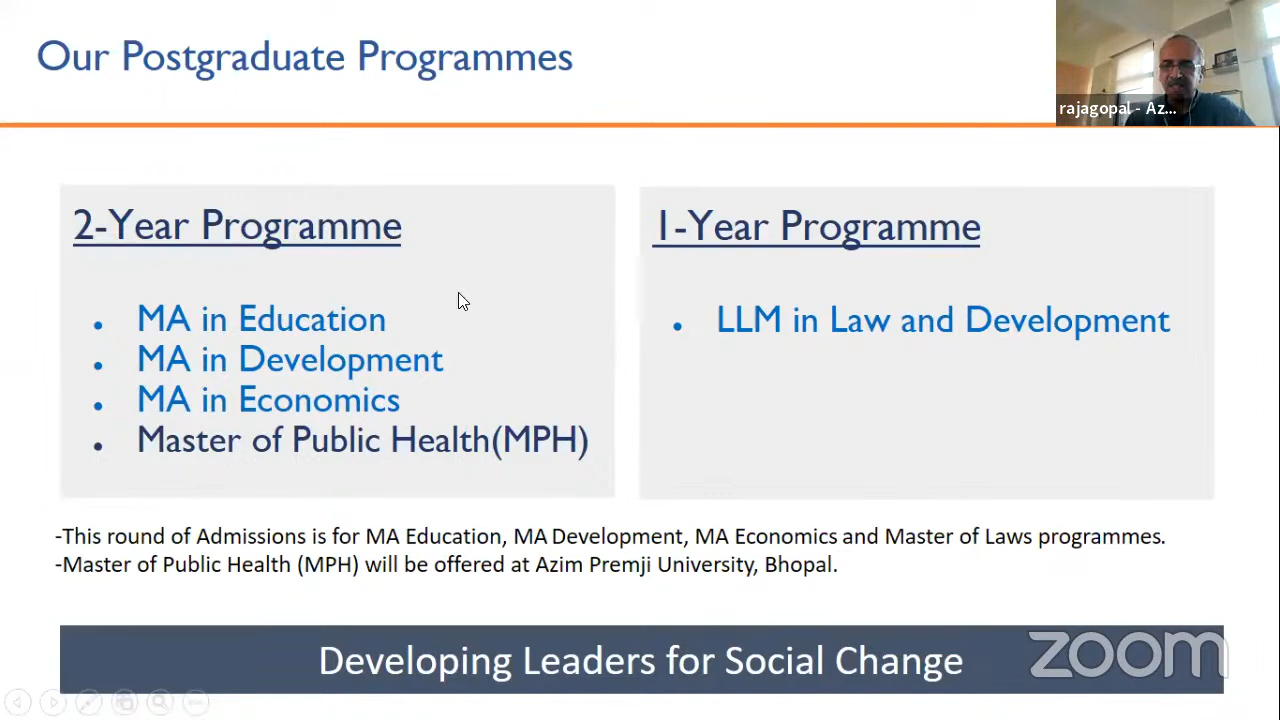 Our Postgraduate Programmes
rajagopal - Az...
2-Year Programme
• MA in Education
• MA in Development
• MA in Economics
• Master of Public Health(MPH)
1-Year Programme
• LLM in Law and Development
-This round of Admissions is for MA Education, MA Development, MA Economics and Master of Laws programmes.
-Master of Public Health (MPH) will be offered at Azim Premji University, Bhopal.
Developing Leaders for Social Change
zoom